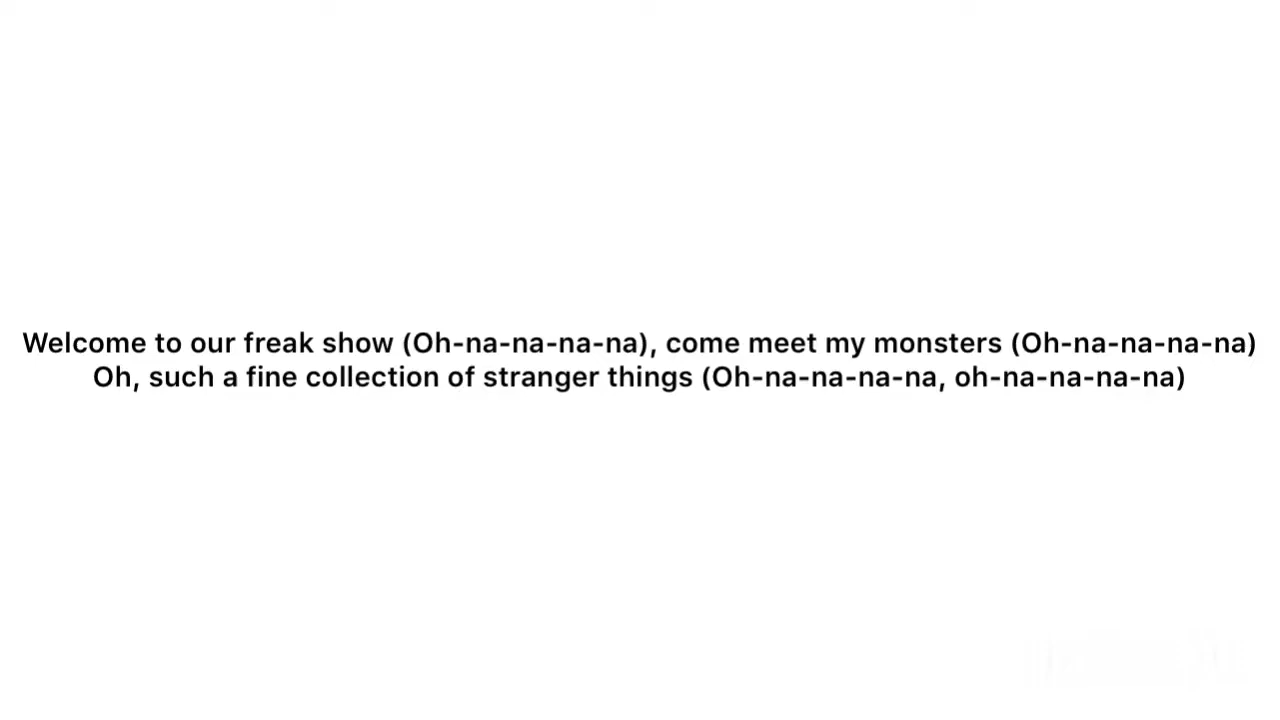 Welcome to our freak show (Oh-na-na-na-na), come meet my monsters (Oh-na-na-na-na)
Oh, such a fine collection of stranger things (Oh-na-na-na-na, oh-na-na-na-na)